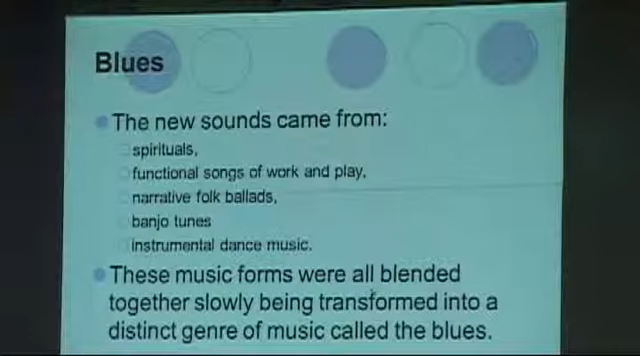 Blues
The new sounds came from:
spirituals,
functional songs of work and play,
narrative folk ballads,
banjo tunes
instrumental dance music.
These music forms were all blended
together slowly being transformed into a
distinct genre of music called the blues.